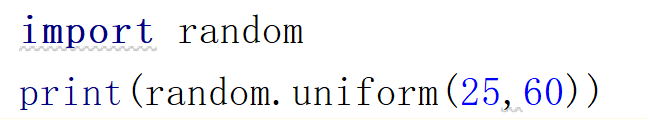 import random
print(random.uniform(25,60))